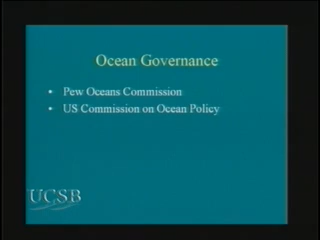 Ocean Governance
• Pew Oceans Commission
• US Commission on Ocean Policy
UCSB